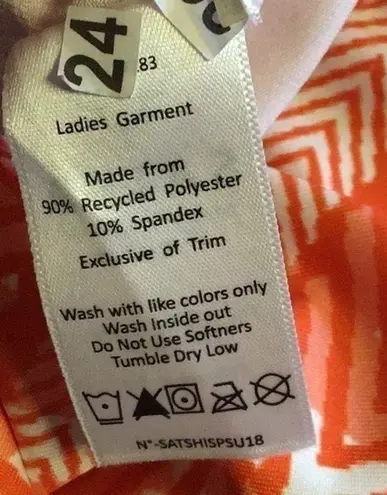 24
83
Ladies Garment
Made from
90% Recycled Polyester
10% Spandex
Exclusive of Trim
Wash with like colors only
Wash Inside out
Do Not Use Softners
Tumble Dry Low
N°-SATSHISPSU18